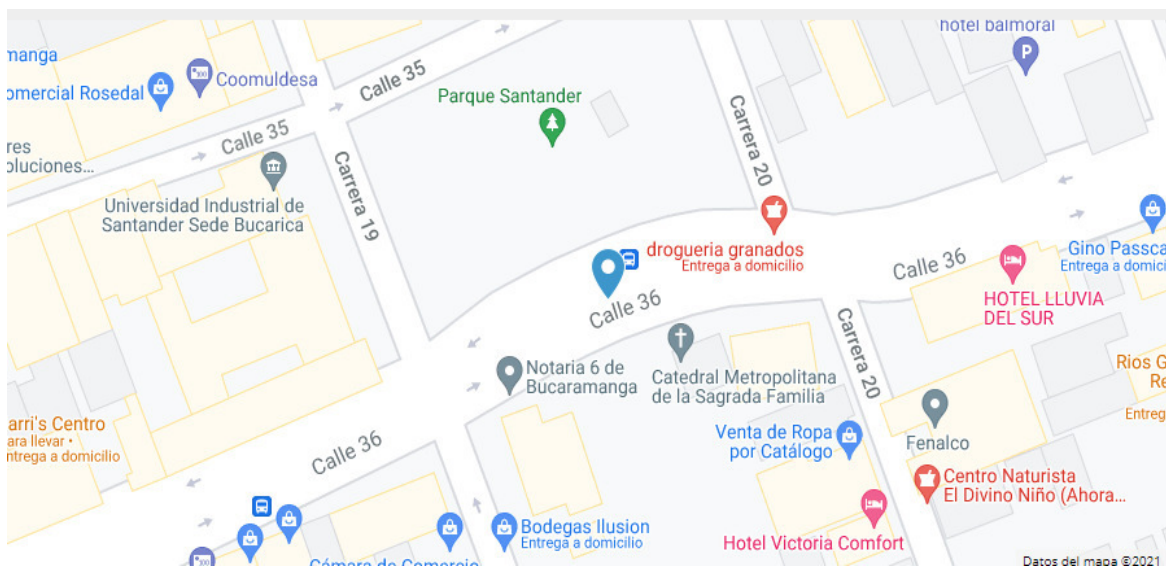 hotel balmoral
manga
Coomuldesa
omercial Rosedal
Calle 35
Parque Santander
Calle 35
res
oluciones...
Carrera 20
Carrera 19
Universidad Industrial de
Santander Sede Bucarica
P
drogueria granados
Entrega a domicilio
Gino Passca
Entrega a domici
Calle 36
HOTEL LLUVIA
DEL SUR
Calle 36
Carrera 20
Notaria 6 de
Bucaramanga
Catedral Metropolitana
de la Sagrada Familia
Rios G
Re
Entreg
arri's Centro
ara llevar •
ntrega a domicilio
Venta de Ropa
por Catálogo
Fenalco
Calle 36
Centro Naturista
El Divino Niño (Ahora...
Bodegas Ilusion
Entrega a domicilio
Hotel Victoria Comfort
Cámara de Comercio
Datos del mapa ©2021